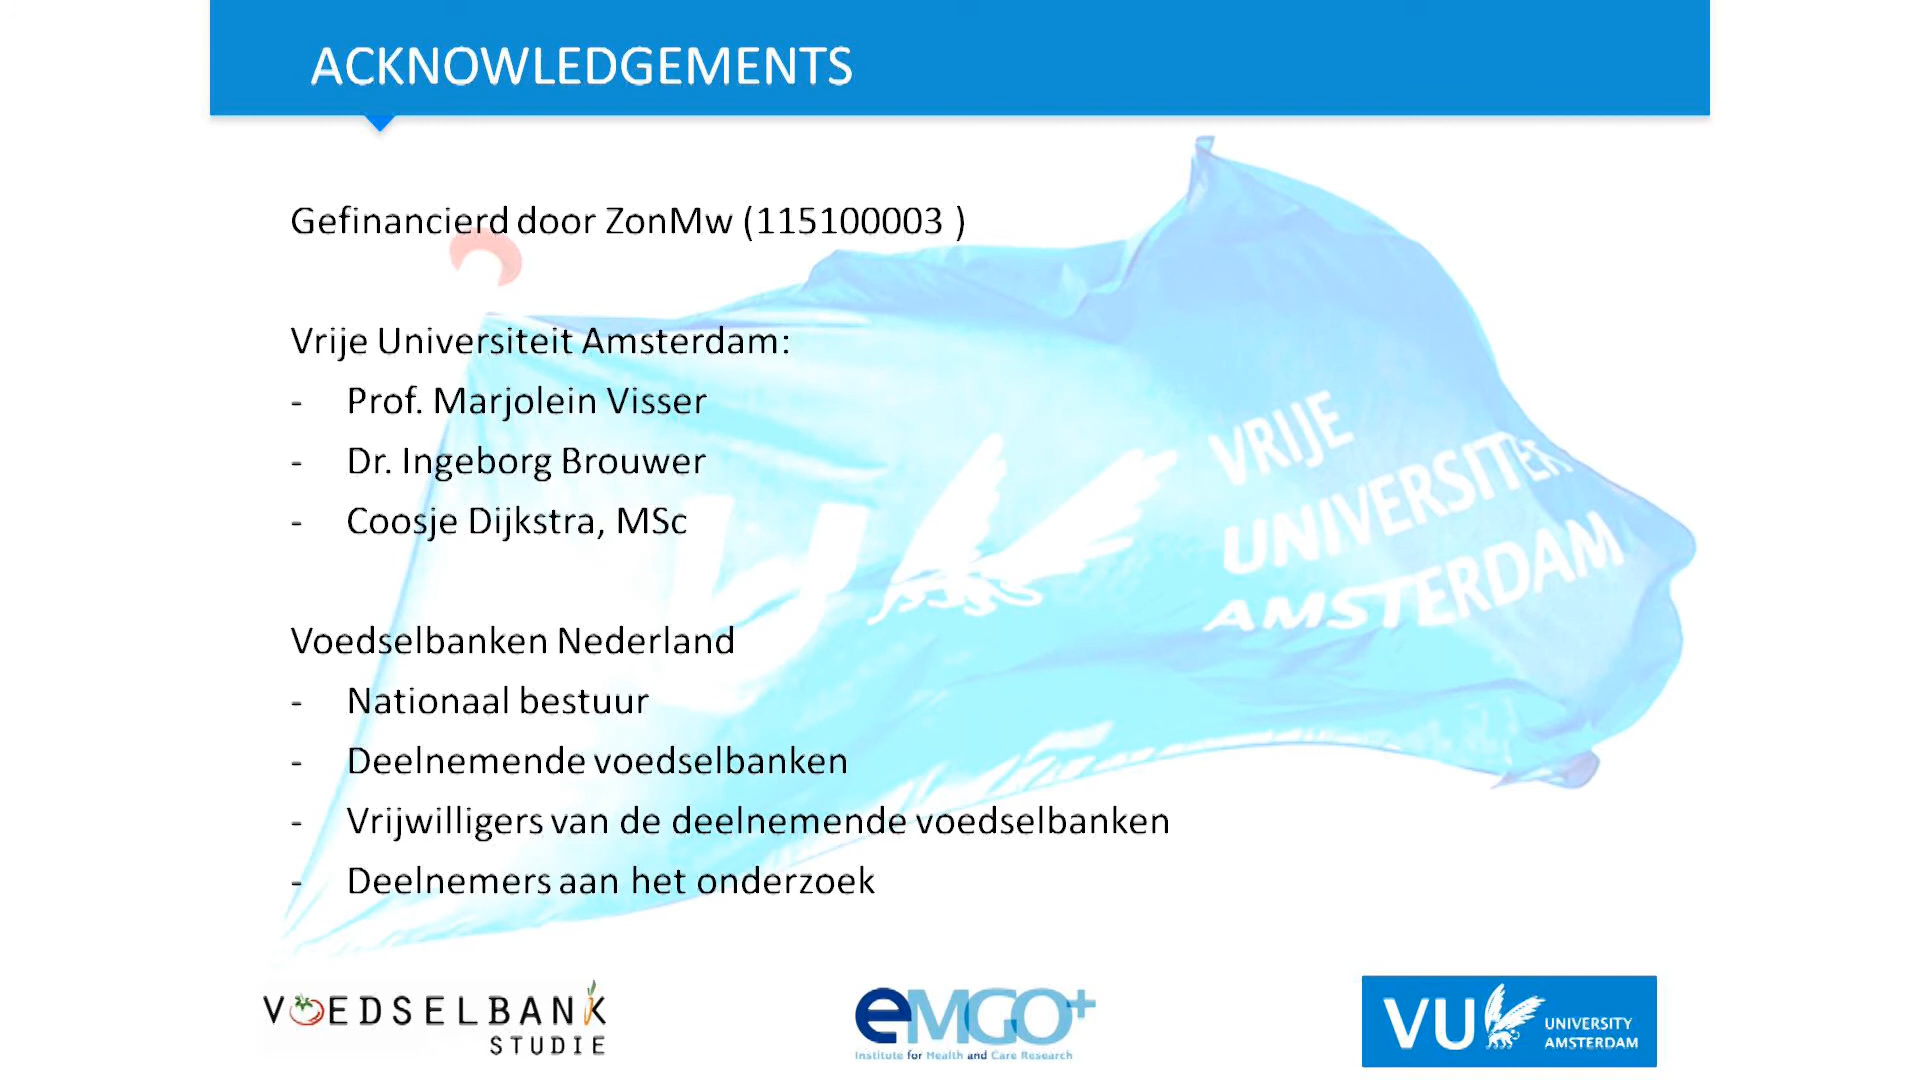 ACKNOWLEDGEMENTS
Gefinancierd door ZonMw (115100003 )
Vrije Universiteit Amsterdam:
- Prof. Marjolein Visser
- Dr. Ingeborg Brouwer
- Coosje Dijkstra, MSc
Voedselbanken Nederland
- Nationaal bestuur
- Deelnemende voedselbanken
- Vrijwilligers van de deelnemende voedselbanken
- Deelnemers aan het onderzoek
VRIJE
UNIVERSITEI
AMSTERDAM
VOEDSELBANK
STUDIE
eMGO+
Institute for Health and Care Research
VU
UNIVERSITY
AMSTERDAM